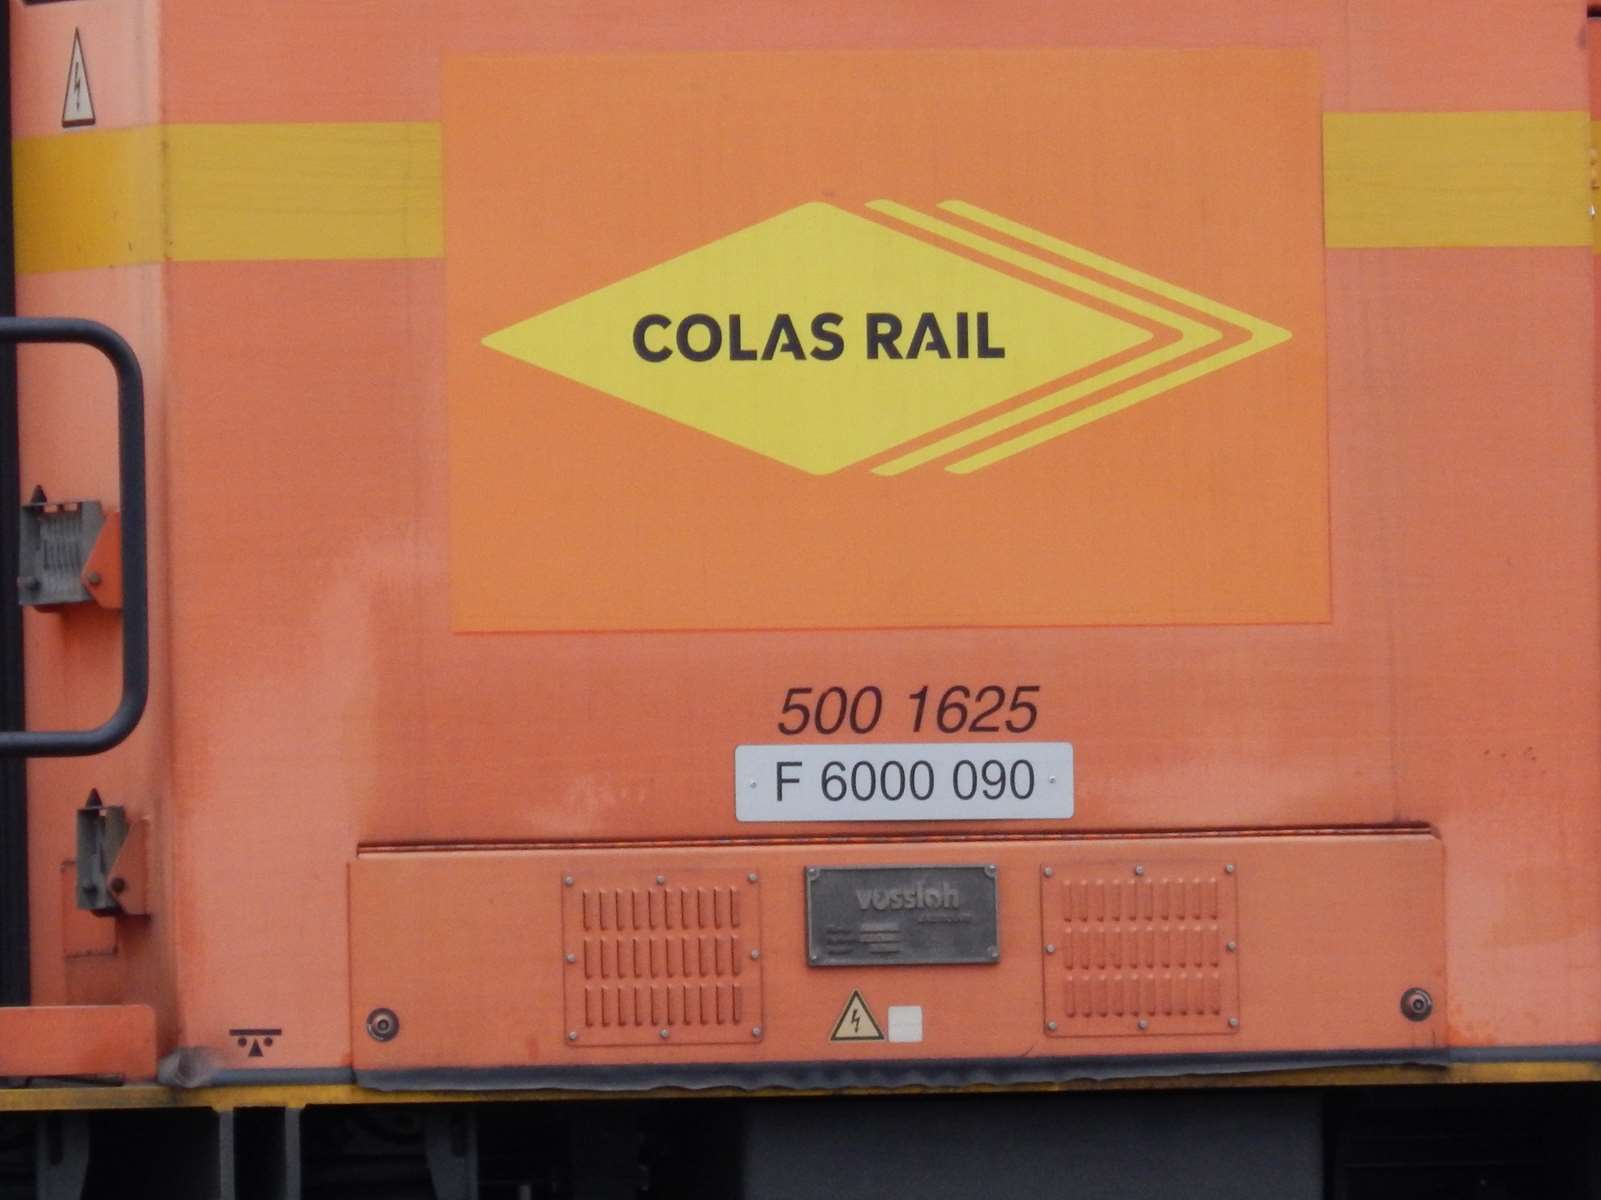 COLAS RAIL
500 1625
F 6000 090
vossloh